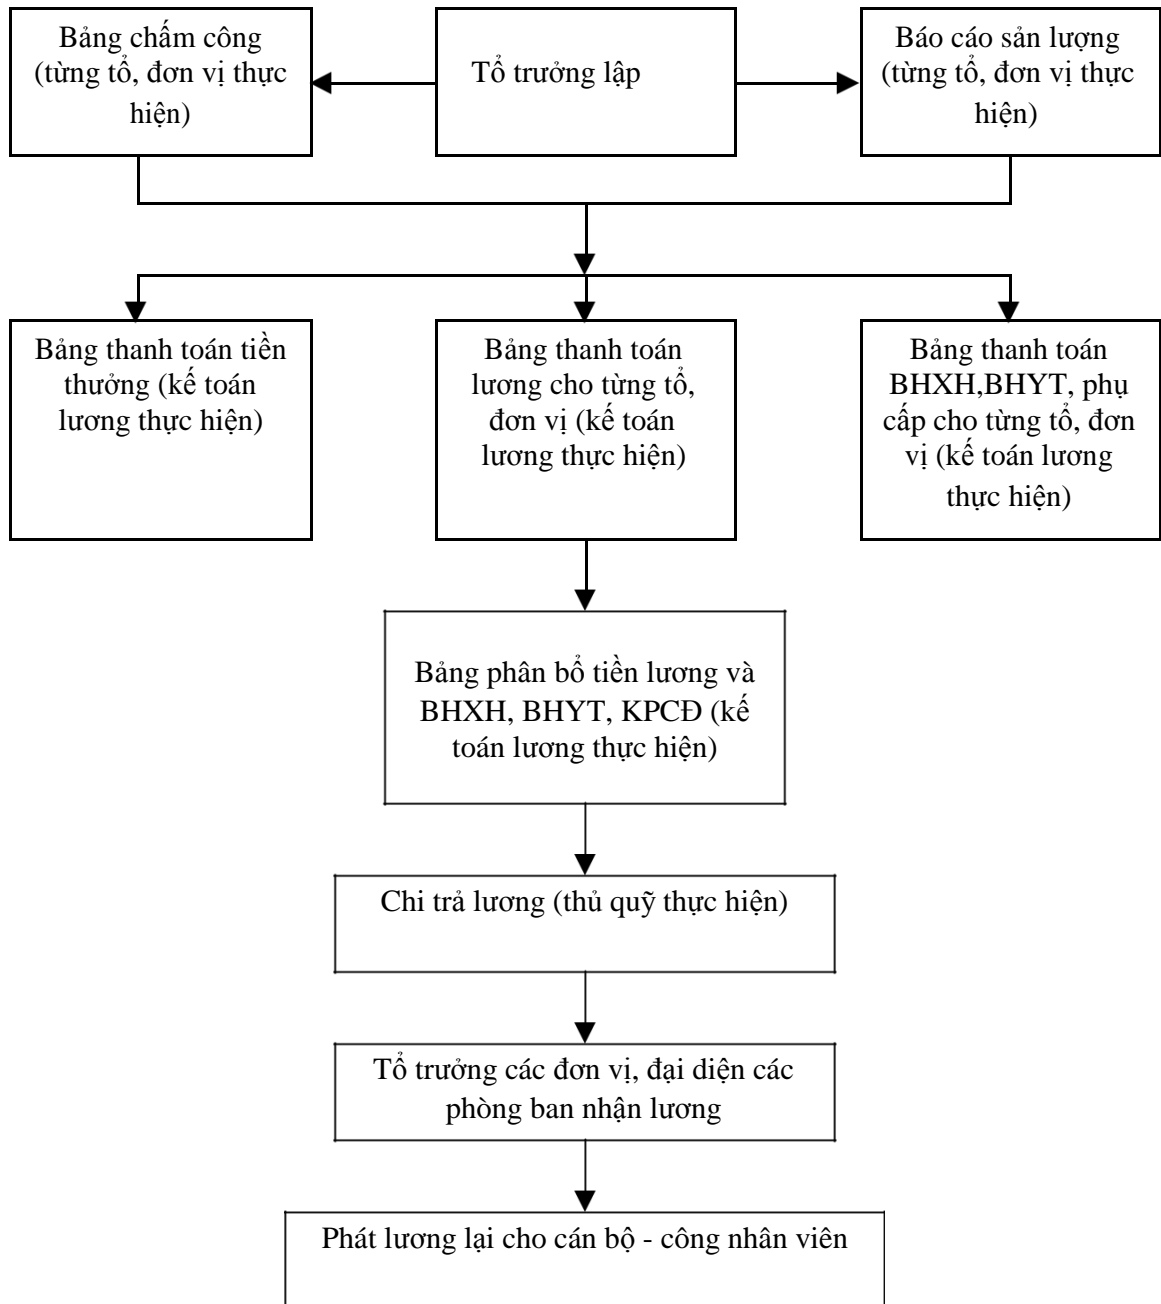 Bảng chấm công
(từng tổ, đơn vị thực
hiện)
Tổ trưởng lập
Báo cáo sản lượng
(từng tổ, đơn vị thực
hiện)
Bảng thanh toán tiền
thưởng (kế toán
lương thực hiện)
Bảng thanh toán
lương cho từng tổ,
đơn vị (kế toán
lương thực hiện)
Bảng thanh toán
BHXH,BHYT, phụ
cấp cho từng tổ, đơn
vị (kế toán lương
thực hiện)
Bảng phân bổ tiền lương và
BHXH, BHYT, KPCĐ (kế
toán lương thực hiện)
Chi trả lương (thủ quỹ thực hiện)
Tổ trưởng các đơn vị, đại diện các
phòng ban nhận lương
Phát lương lại cho cán bộ - công nhân viên